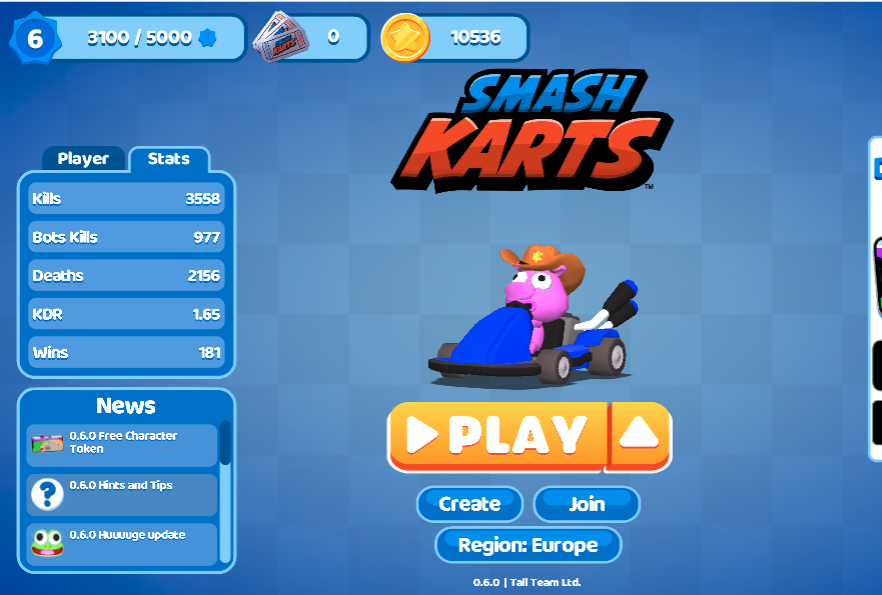 6
3100 / 5000
0
10536
SMASH
KARTS
TM
Player
Stats
Kills 3558
Bots Kills 977
Deaths 2156
KDR 1.65
Wins 181
News
0.6.0 Free Character
Token
?
0.6.0 Hints and Tips
0.6.0 Huuuuge update
PLAY
Create
Join
Region: Europe
0.6.0 | Tall Team Ltd.